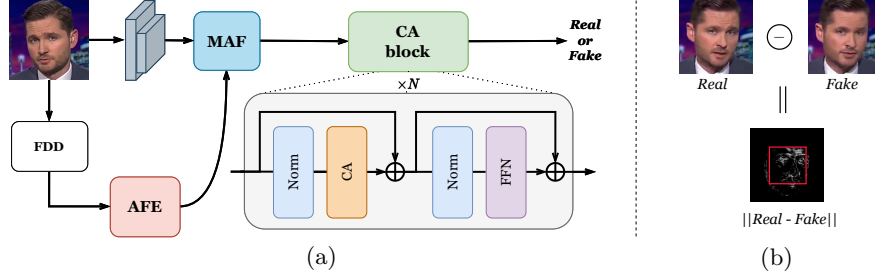 MAF
CA
block
Real
or
Fake
×N
FDD
AFE
Norm
CA
Norm
FFN
(a)
Real
Fake
||Real - Fake||
(b)